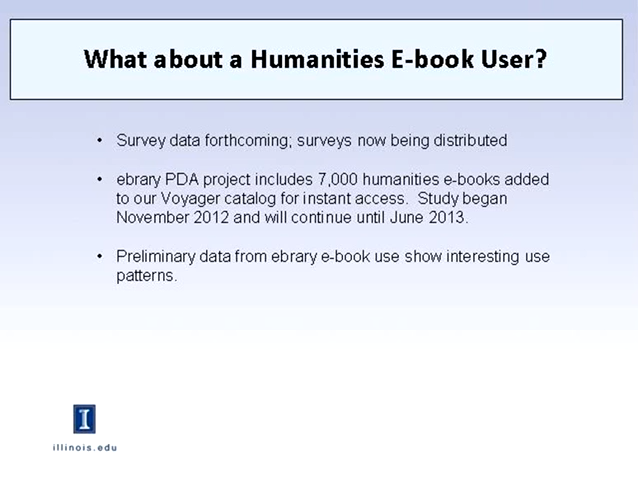 What about a Humanities E-book User?
• Survey data forthcoming; surveys now being distributed
• ebrary PDA project includes 7,000 humanities e-books added
to our Voyager catalog for instant access.  Study began
November 2012 and will continue until June 2013.
• Preliminary data from ebrary e-book use show interesting use
patterns.
I
illinois.edu